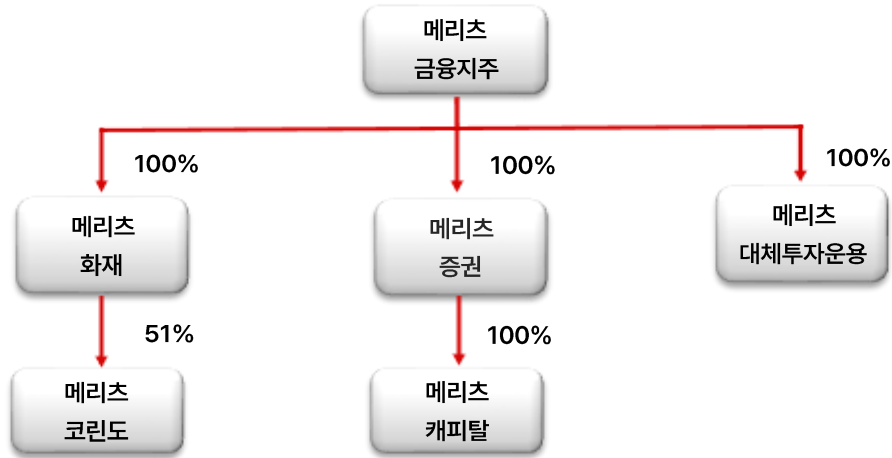 메리츠
금융지주
100%
100%
100%
메리츠
화재
메리츠
증권
메리츠
대체투자운용
51%
100%
메리츠
코린도
메리츠
캐피탈